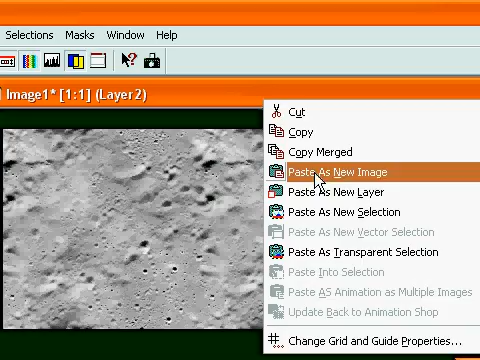 Selections Masks Window Help
Image1* [1:1] (Layer2)
Cut
Copy
Copy Merged
Paste As New Image
Paste As New Layer
Paste As New Selection
Paste As New Vector Selection
Paste As Transparent Selection
Paste Into Selection
Paste AS Animation as Multiple Images
Update Back to Animation Shop
Change Grid and Guide Properties...